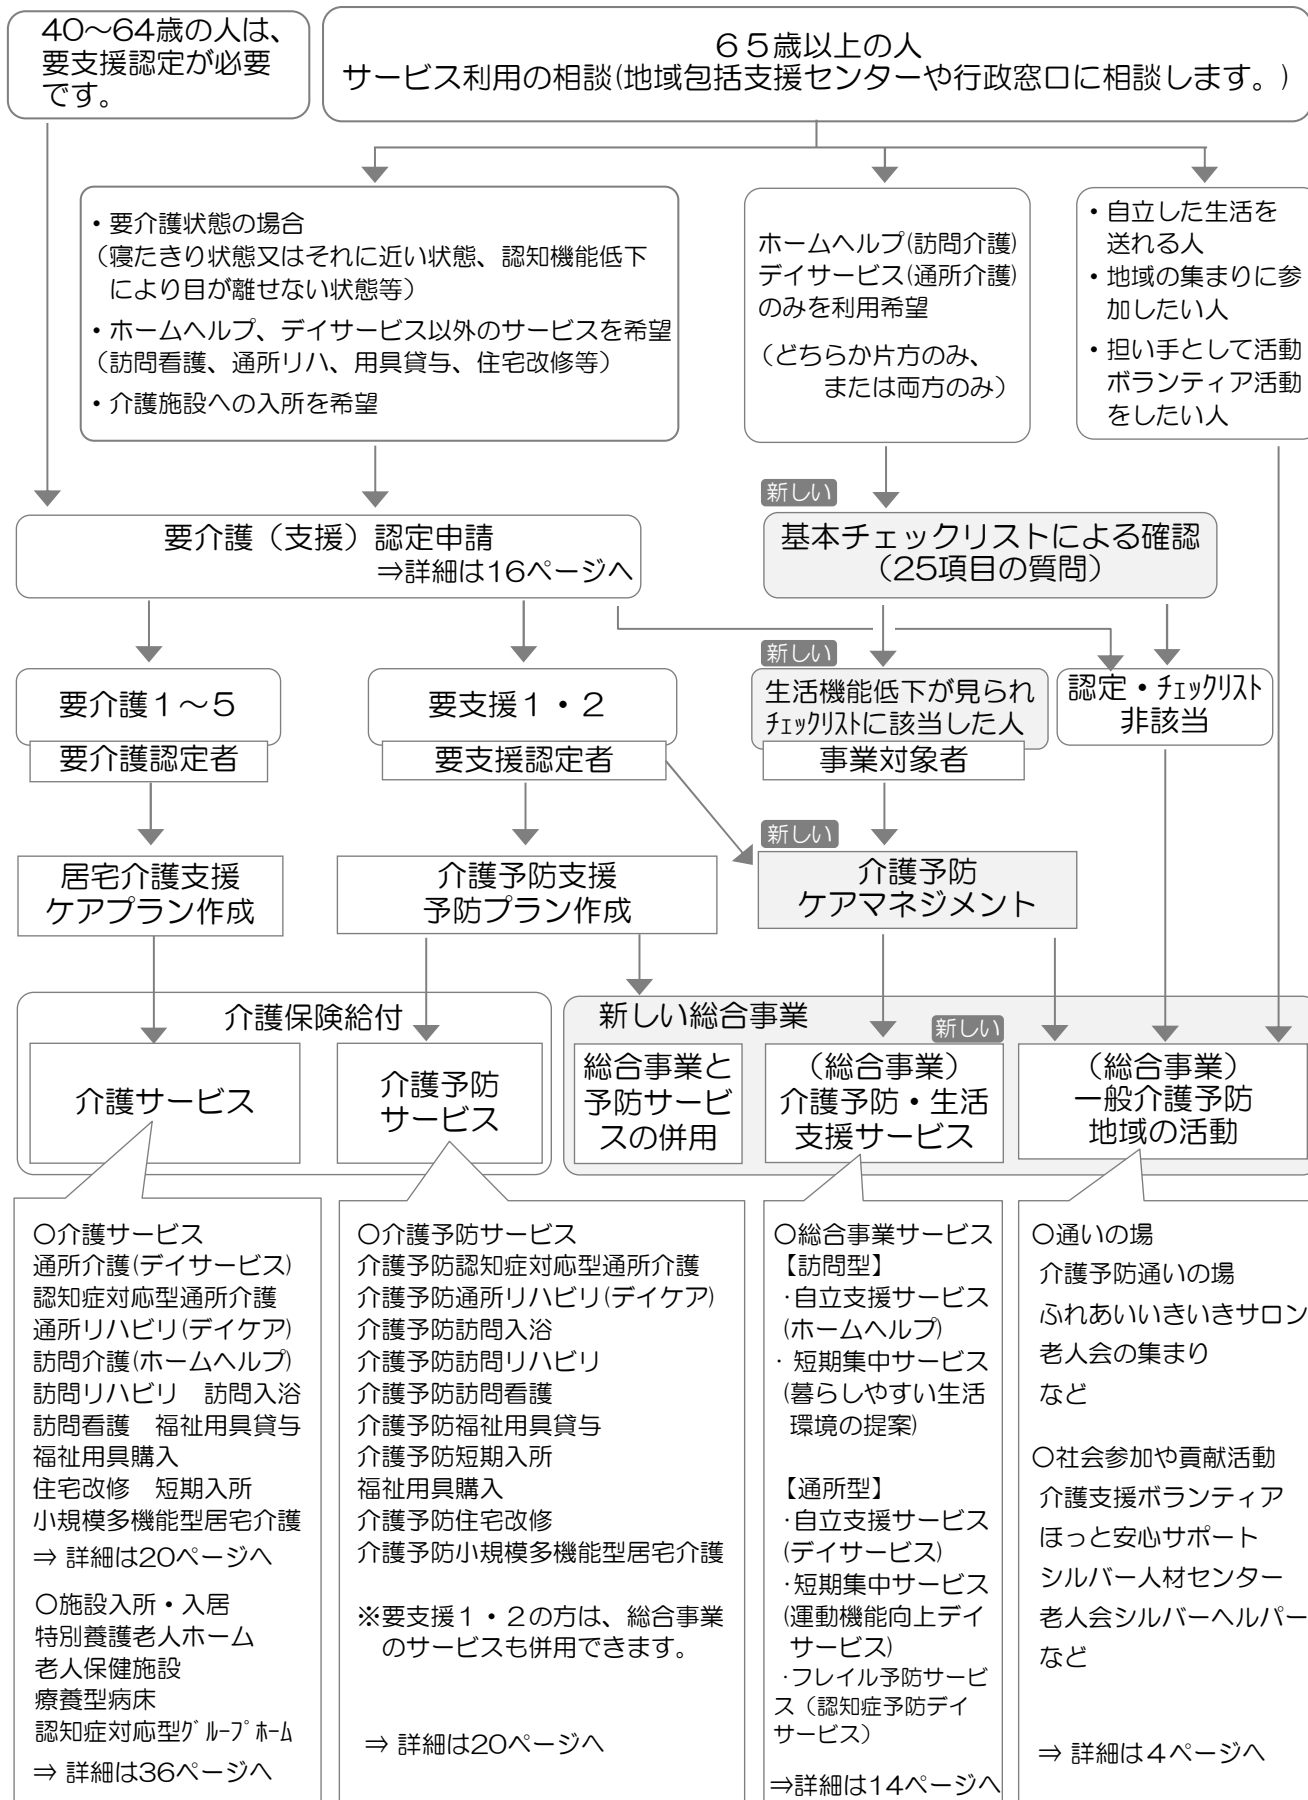 40～64歳の人は、
要支援認定が必要
です。
６５歳以上の人
サービス利用の相談(地域包括支援センターや行政窓口に相談します。)
・要介護状態の場合
（寝たきり状態又はそれに近い状態、認知機能低下
により目が離せない状態等）
・ホームヘルプ、デイサービス以外のサービスを希望
（訪問看護、通所リハ、用具貸与、住宅改修等）
・介護施設への入所を希望
ホームヘルプ(訪問介護)
デイサービス(通所介護)
のみを利用希望
（どちらか片方のみ、
または両方のみ）
・自立した生活を
送れる人
・地域の集まりに参
加したい人
・担い手として活動
ボランティア活動
をしたい人
要介護（支援）認定申請
⇒詳細は16ページへ
新しい
基本チェックリストによる確認
（25項目の質問）
要介護１～５
要介護認定者
要支援１・２
要支援認定者
新しい
生活機能低下が見られ
ﾁｪｯｸﾘｽﾄに該当した人
事業対象者
認定・ﾁｪｯｸﾘｽﾄ
非該当
居宅介護支援
ケアプラン作成
介護予防支援
予防プラン作成
新しい
介護予防
ケアマネジメント
介護保険給付
介護サービス
介護予防
サービス
新しい総合事業
総合事業と
予防サービ
スの併用
新しい
（総合事業）
介護予防・生活
支援サービス
（総合事業）
一般介護予防
地域の活動
○介護サービス
通所介護(デイサービス)
認知症対応型通所介護
通所リハビリ(デイケア)
訪問介護(ホームヘルプ)
訪問リハビリ　訪問入浴
訪問看護　福祉用具貸与
福祉用具購入
住宅改修　短期入所
小規模多機能型居宅介護
⇒ 詳細は20ページへ
○施設入所・入居
特別養護老人ホーム
老人保健施設
療養型病床
認知症対応型ｸﾞﾙｰﾌﾟﾎｰﾑ
⇒ 詳細は36ページへ
○介護予防サービス
介護予防認知症対応型通所介護
介護予防通所リハビリ(デイケア)
介護予防訪問入浴
介護予防訪問リハビリ
介護予防訪問看護
介護予防福祉用具貸与
介護予防短期入所
福祉用具購入
介護予防住宅改修
介護予防小規模多機能型居宅介護
※要支援１・２の方は、総合事業
のサービスも併用できます。
⇒ 詳細は20ページへ
○総合事業サービス
【訪問型】
・自立支援サービス
(ホームヘルプ)
・短期集中サービス
(暮らしやすい生活
環境の提案)
【通所型】
・自立支援サービス
(デイサービス)
・短期集中サービス
(運動機能向上デイ
サービス)
・フレイル予防サービ
ス（認知症予防デイ
サービス）
⇒詳細は14ページへ
○通いの場
介護予防通いの場
ふれあいいきいきサロン
老人会の集まり
など
○社会参加や貢献活動
介護支援ボランティア
ほっと安心サポート
シルバー人材センター
老人会シルバーヘルパー
など
⇒ 詳細は４ページへ